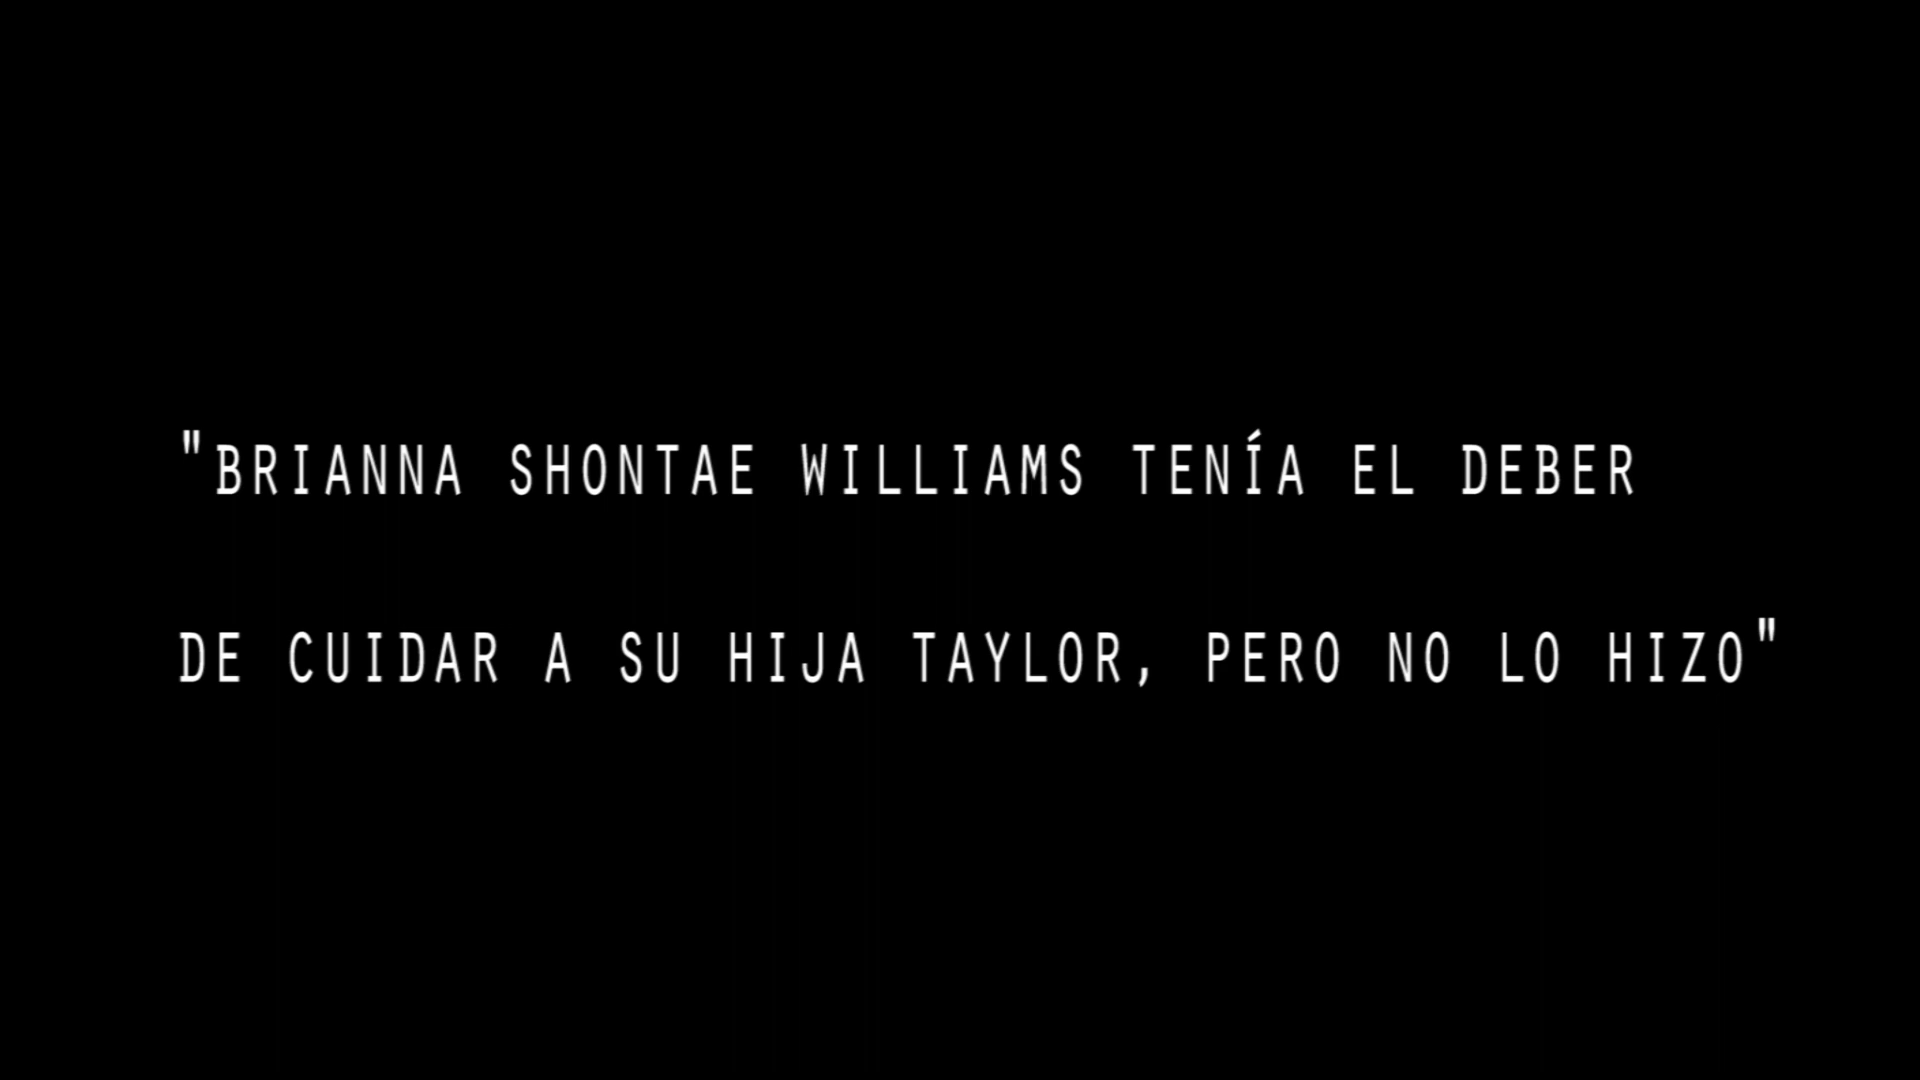 "BRIANNA SHONTAE WILLIAMS TENÍA EL DEBER
DE CUIDAR A SU HIJA TAYLOR, PERO NO LO HIZO"